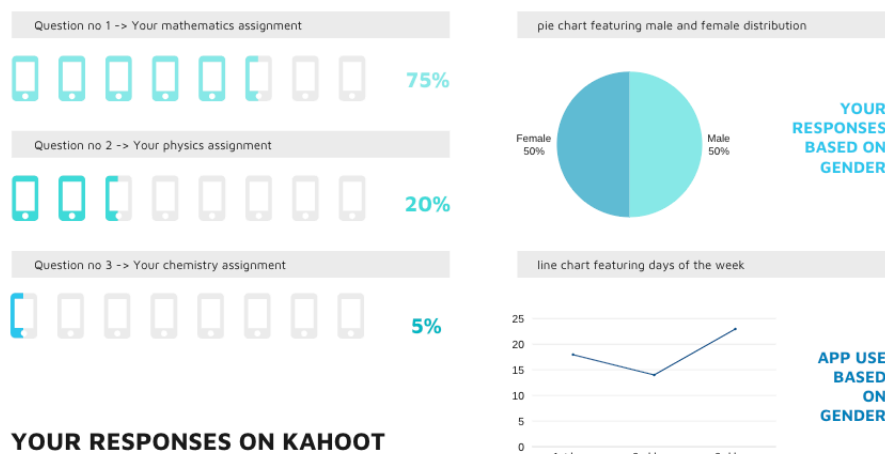 Question no 1 -> Your mathematics assignment
75%
Question no 2 -> Your physics assignment
20%
Question no 3 -> Your chemistry assignment
5%
YOUR RESPONSES ON KAHOOT
pie chart featuring male and female distribution
Female
50%
Male
50%
YOUR
RESPONSES
BASED ON
GENDER
line chart featuring days of the week
25
20
15
10
5
0
APP USE
BASED
ON
GENDER